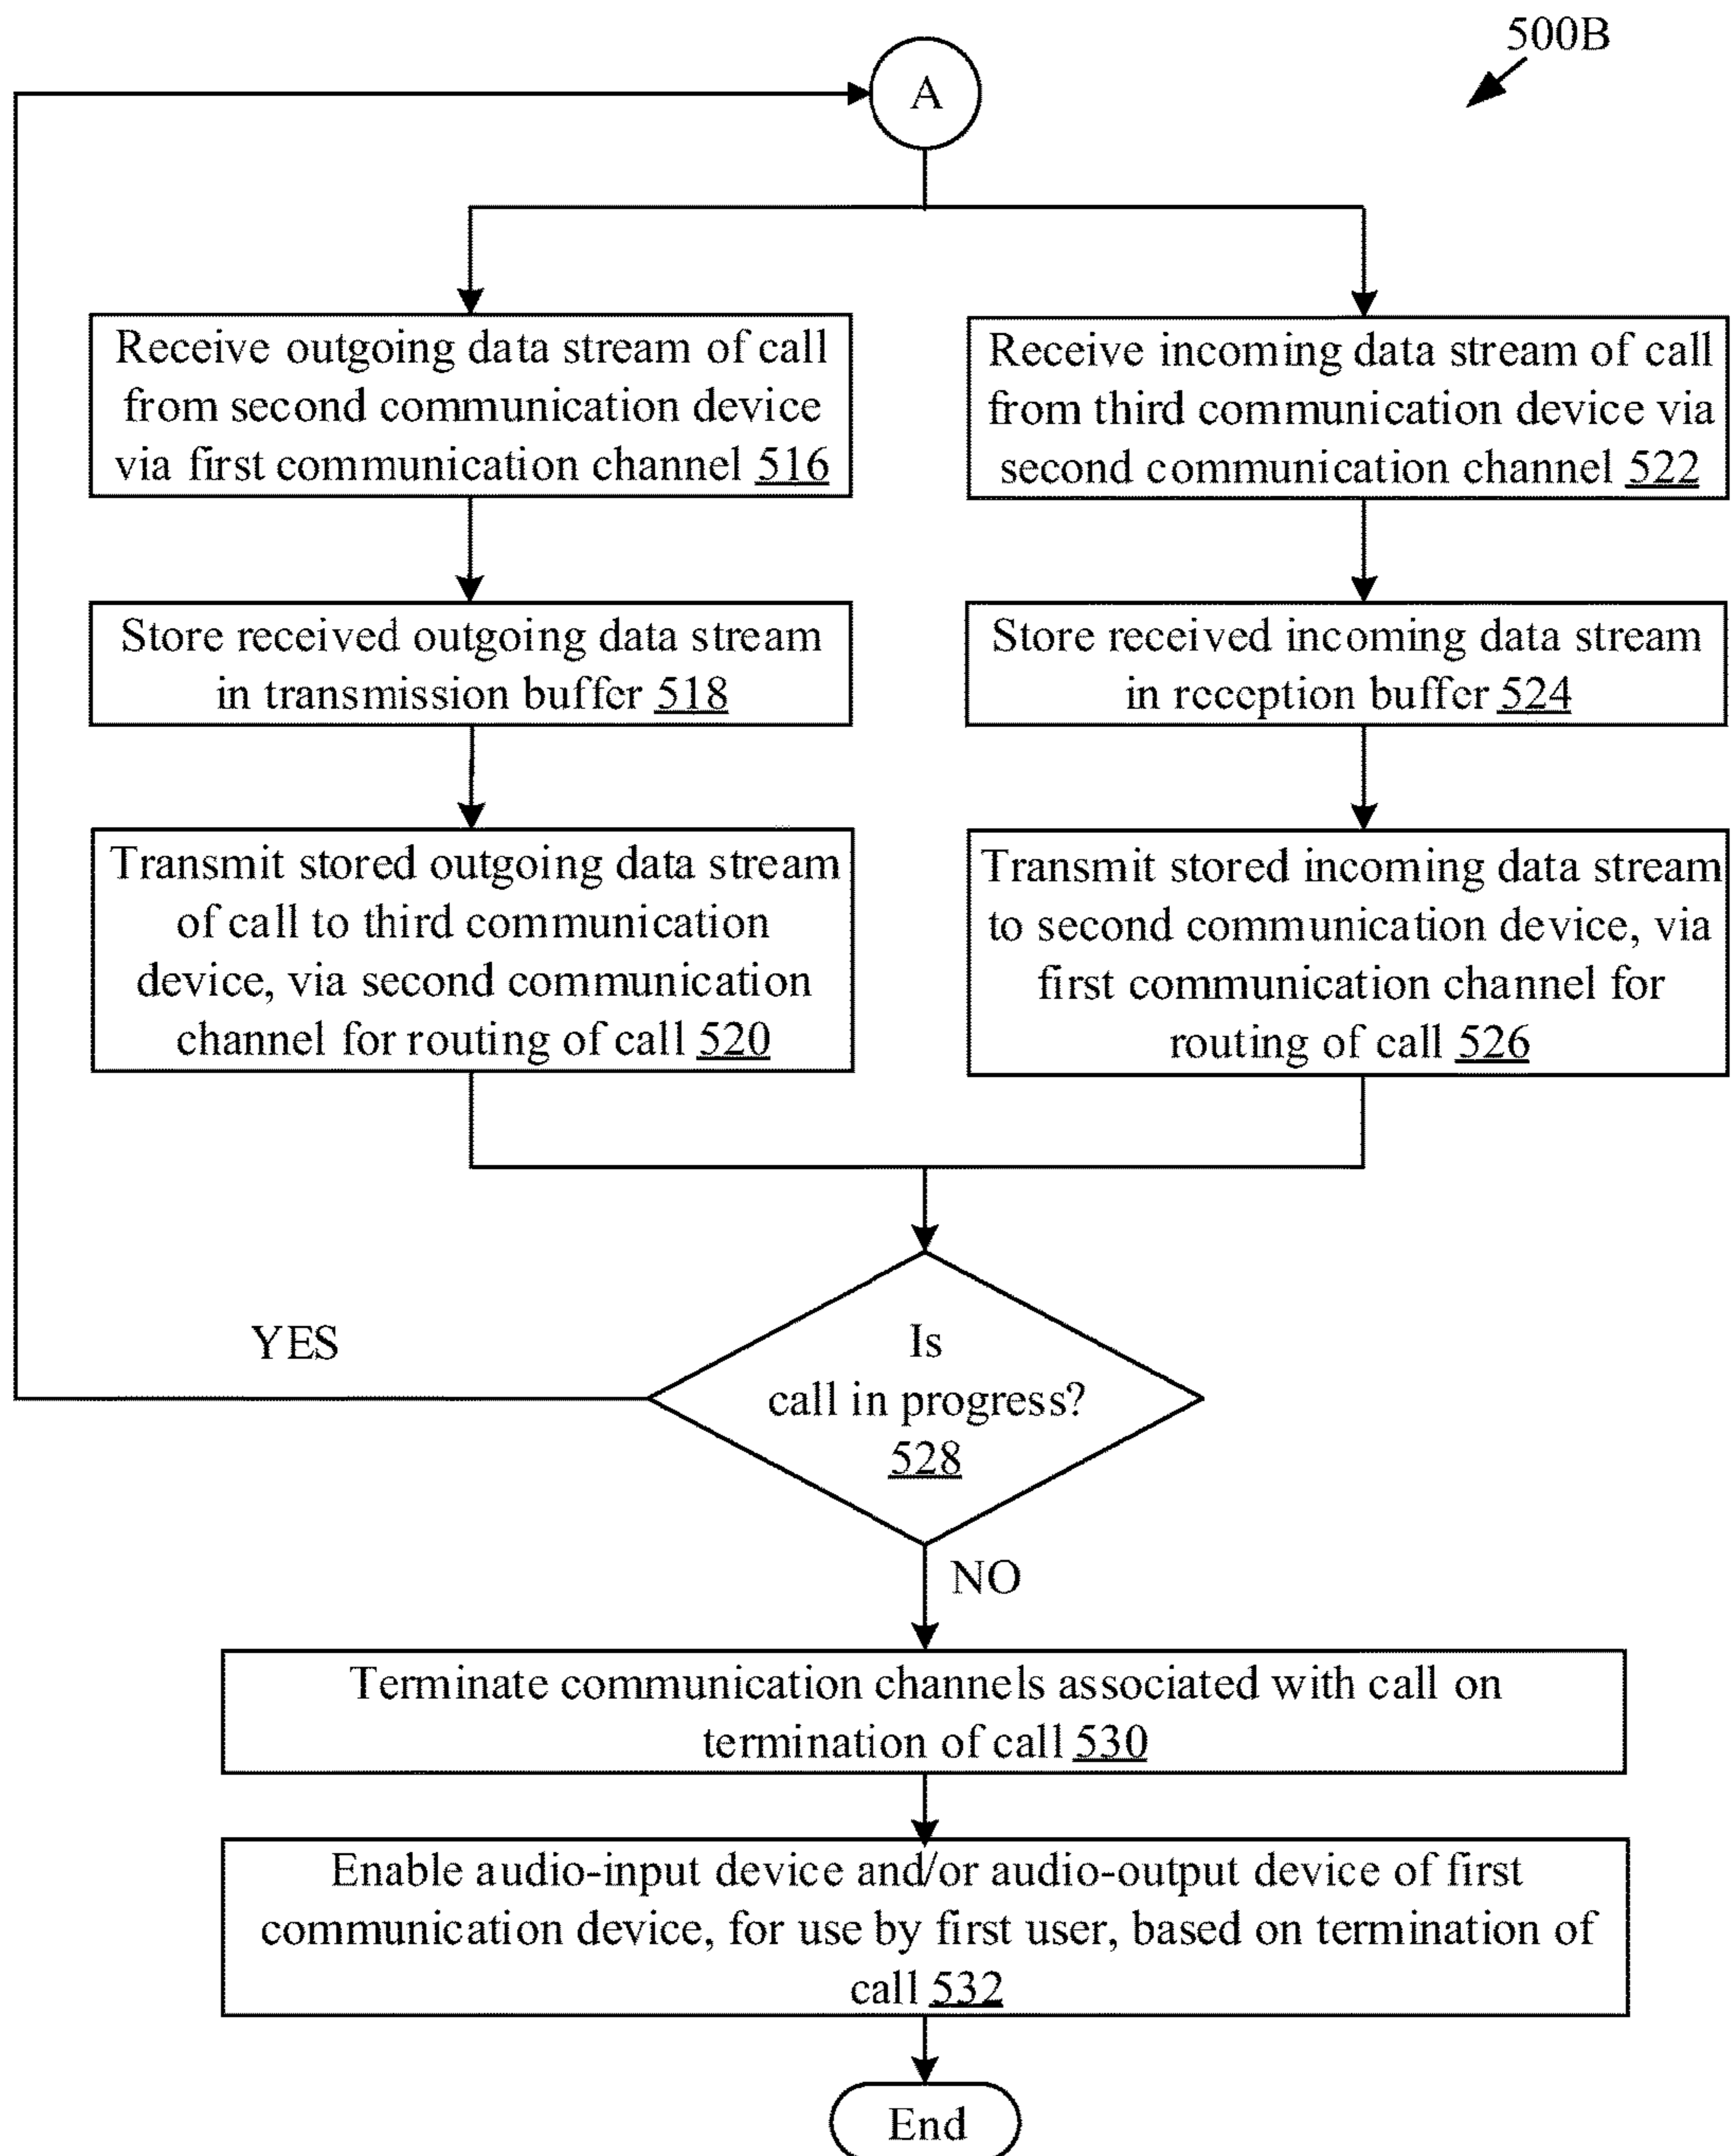 500B
A
Receive outgoing data stream of call
from second communication device
via first communication channel 516
Receive incoming data stream of call
from third communication device via
second communication channel 522
Store received outgoing data stream
in transmission buffer 518
Store received incoming data stream
in reception buffer 524
Transmit stored outgoing data stream
of call to third communication
device, via second communication
channel for routing of call 520
Transmit stored incoming data stream
to second communication device, via
first communication channel for
routing of call 526
YES
Is
call in progress?
528
NO
Terminate communication channels associated with call on
termination of call 530
Enable audio-input device and/or audio-output device of first
communication device, for use by first user, based on termination of
call 532
End